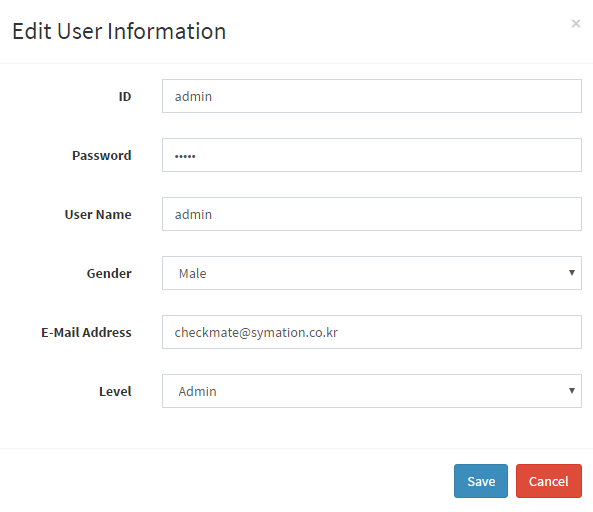 Edit User Information
×
ID admin
Password •••••
User Name admin
Gender Male
E-Mail Address checkmate@symation.co.kr
Level Admin
Save Cancel